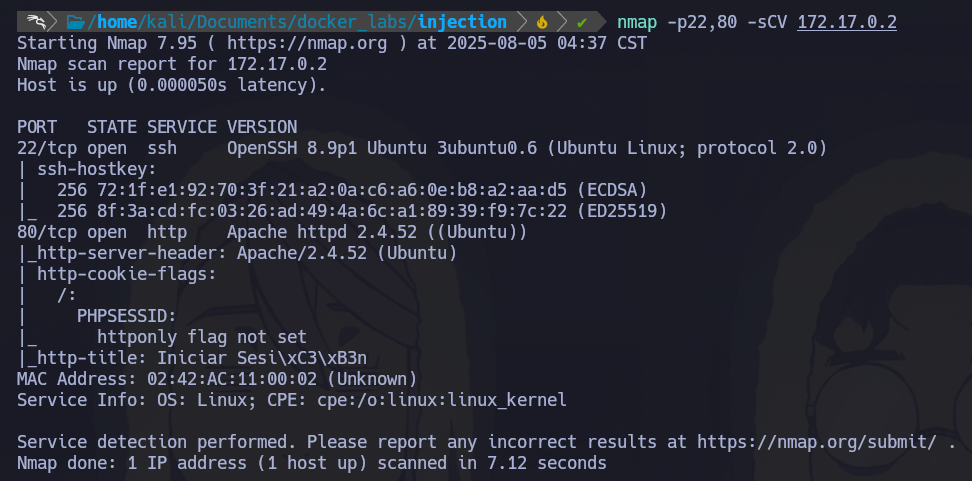 /home/kali/Documents/docker_labs/injection ✔ nmap -p22,80 -sCV 172.17.0.2
Starting Nmap 7.95 ( https://nmap.org ) at 2025-08-05 04:37 CST
Nmap scan report for 172.17.0.2
Host is up (0.000050s latency).

PORT   STATE SERVICE VERSION
22/tcp open  ssh     OpenSSH 8.9p1 Ubuntu 3ubuntu0.6 (Ubuntu Linux; protocol 2.0)
| ssh-hostkey:
|   256 72:1f:e1:92:70:3f:21:a2:0a:c6:a6:0e:b8:a2:aa:d5 (ECDSA)
|_  256 8f:3a:cd:fc:03:26:ad:49:4a:6c:a1:89:39:f9:7c:22 (ED25519)
80/tcp open  http    Apache httpd 2.4.52 ((Ubuntu))
|_http-server-header: Apache/2.4.52 (Ubuntu)
| http-cookie-flags:
|   /:
|     PHPSESSID:
|_      httponly flag not set
|_http-title: Iniciar Sesi\xC3\xB3n
MAC Address: 02:42:AC:11:00:02 (Unknown)
Service Info: OS: Linux; CPE: cpe:/o:linux:linux_kernel

Service detection performed. Please report any incorrect results at https://nmap.org/submit/ .
Nmap done: 1 IP address (1 host up) scanned in 7.12 seconds